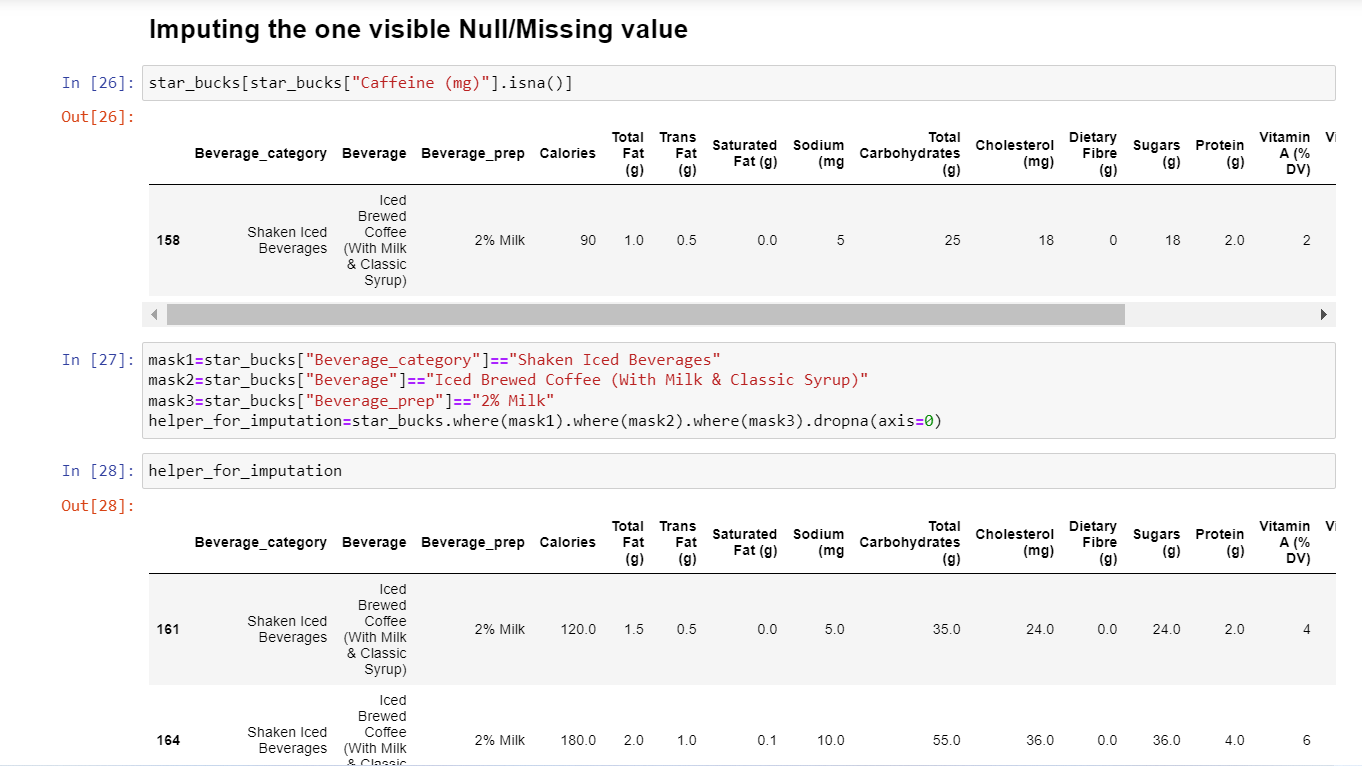 Imputing the one visible Null/Missing value
In [26]: star_bucks[star_bucks["Caffeine (mg)"].isna()]
Out[26]:
Beverage_category Beverage Beverage_prep Calories Total Fat (g) Trans Fat (g) Saturated Fat (g) Sodium (mg Total Carbohydrates (g) Cholesterol (mg) Dietary Fibre (g) Sugars (g) Protein (g) Vitamin A (% DV) Vi
158 Shaken Iced Beverages Iced Brewed Coffee (With Milk & Classic Syrup) 2% Milk 90 1.0 0.5 0.0 5 25 18 0 18 2.0 2
In [27]: mask1=star_bucks["Beverage_category"]=="Shaken Iced Beverages"
mask2=star_bucks["Beverage"]=="Iced Brewed Coffee (With Milk & Classic Syrup)"
mask3=star_bucks["Beverage_prep"]=="2% Milk"
helper_for_imputation=star_bucks.where(mask1).where(mask2).where(mask3).dropna(axis=0)
In [28]: helper_for_imputation
Out[28]:
Beverage_category Beverage Beverage_prep Calories Total Fat (g) Trans Fat (g) Saturated Fat (g) Sodium (mg Total Carbohydrates (g) Cholesterol (mg) Dietary Fibre (g) Sugars (g) Protein (g) Vitamin A (% DV) Vi
161 Shaken Iced Beverages Iced Brewed Coffee (With Milk & Classic Syrup) 2% Milk 120.0 1.5 0.5 0.0 5.0 35.0 24.0 0.0 24.0 2.0 4
164 Shaken Iced Beverages Iced Brewed Coffee (With Milk & Classic 2% Milk 180.0 2.0 1.0 0.1 10.0 55.0 36.0 0.0 36.0 4.0 6